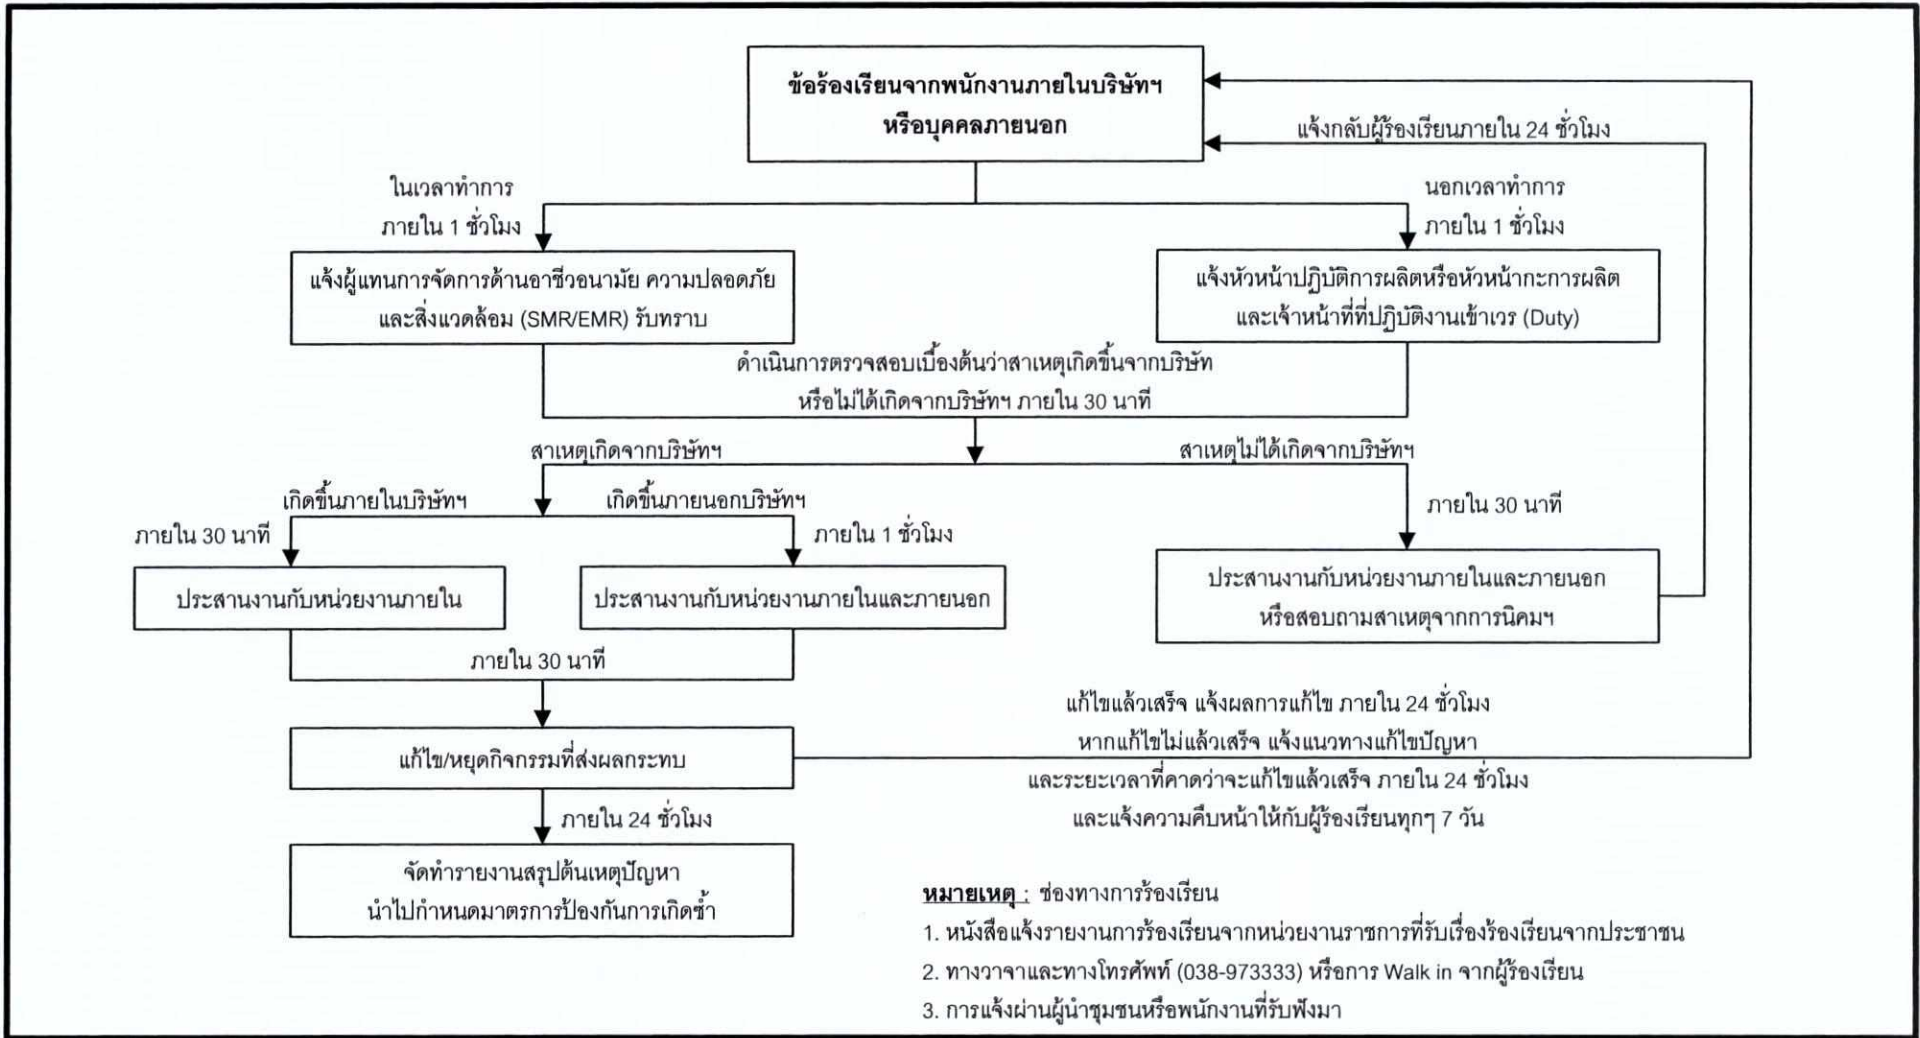 ข้อร้องเรียนจากพนักงานภายในบริษัทฯ
หรือบุคคลภายนอก
แจ้งกลับผู้ร้องเรียนภายใน 24 ชั่วโมง
ในเวลาทำการ
ภายใน 1 ชั่วโมง
นอกเวลาทำการ
ภายใน 1 ชั่วโมง
แจ้งผู้แทนการจัดการด้านอาชีวอนามัย ความปลอดภัย
และสิ่งแวดล้อม (SMR/EMR) รับทราบ
แจ้งหัวหน้าปฏิบัติการผลิตหรือหัวหน้ากะการผลิต
และเจ้าหน้าที่ที่ปฏิบัติงานเข้าเวร (Duty)
ดำเนินการตรวจสอบเบื้องต้นว่าสาเหตุเกิดขึ้นจากบริษัท
หรือไม่ได้เกิดจากบริษัทฯ ภายใน 30 นาที
สาเหตุเกิดจากบริษัทฯ
สาเหตุไม่ได้เกิดจากบริษัทฯ
เกิดขึ้นภายในบริษัทฯ
เกิดขึ้นภายนอกบริษัทฯ
ภายใน 30 นาที
ภายใน 1 ชั่วโมง
ภายใน 30 นาที
ประสานงานกับหน่วยงานภายใน
ประสานงานกับหน่วยงานภายในและภายนอก
ประสานงานกับหน่วยงานภายในและภายนอก
หรือสอบถามสาเหตุจากการนิคมฯ
ภายใน 30 นาที
แก้ไข/หยุดกิจกรรมที่ส่งผลกระทบ
แก้ไขแล้วเสร็จ แจ้งผลการแก้ไข ภายใน 24 ชั่วโมง
หากแก้ไขไม่แล้วเสร็จ แจ้งแนวทางแก้ไขปัญหา
และระยะเวลาที่คาดว่าจะแก้ไขแล้วเสร็จ ภายใน 24 ชั่วโมง
และแจ้งความคืบหน้าให้กับผู้ร้องเรียนทุกๆ 7 วัน
ภายใน 24 ชั่วโมง
จัดทำรายงานสรุปต้นเหตุปัญหา
นำไปกำหนดมาตรการป้องกันการเกิดซ้ำ
หมายเหตุ : ช่องทางการร้องเรียน
1. หนังสือแจ้งรายงานการร้องเรียนจากหน่วยงานราชการที่รับเรื่องร้องเรียนจากประชาชน
2. ทางวาจาและทางโทรศัพท์ (038-973333) หรือการ Walk in จากผู้ร้องเรียน
3. การแจ้งผ่านผู้นำชุมชนหรือพนักงานที่รับฟังมา